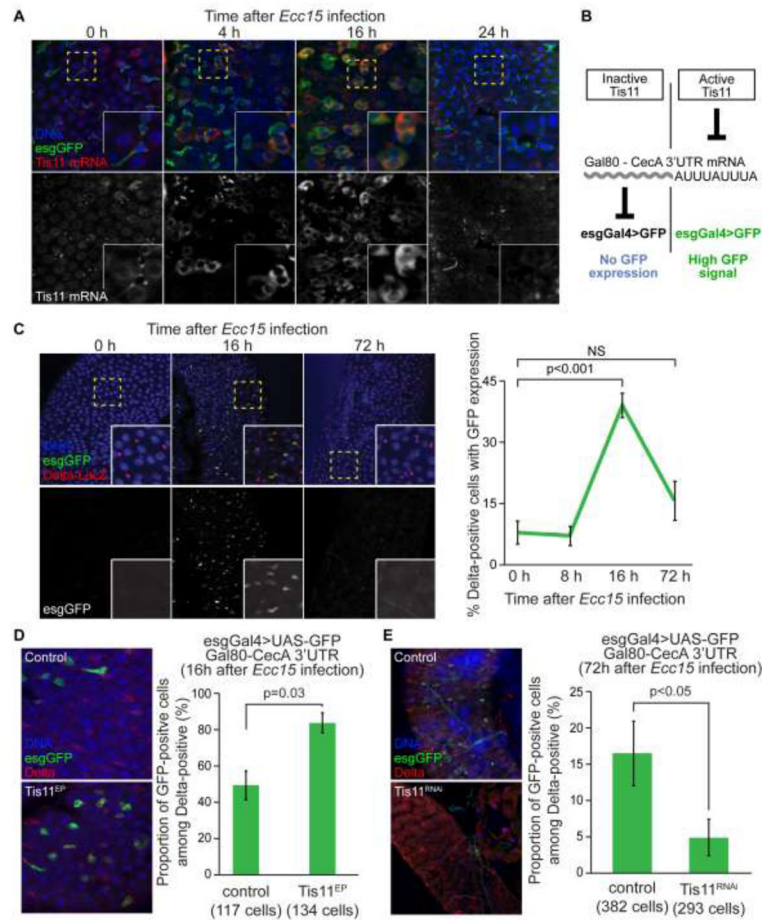 A
Time after Ecc15 infection
0 h 4 h 16 h 24 h
DNA
esgGFP
Tis11 mRNA
Tis11 mRNA
B
Inactive Tis11
Active Tis11
Gal80 - CecA 3'UTR mRNA
AUUUAUUUA
esgGal4>GFP esgGal4>GFP
No GFP expression
High GFP signal
C
Time after Ecc15 infection
0 h 16 h 72 h
DNA
esgGFP
Delta-LacZ
esgGFP
% Delta-positive cells with GFP expression
NS
p<0.001
45
30
15
0
0 h 8 h 16 h 72 h
Time after Ecc15 infection
D
Control
DNA
esgGFP
Delta
Tis11EP
esgGal4>UAS-GFP
Gal80-CecA 3'UTR
(16h after Ecc15 infection)
Proportion of GFP-positve cells
among Delta-positive (%)
p=0.03
100
80
60
40
20
0
control Tis11EP
(117 cells) (134 cells)
E
Control
DNA
esgGFP
Delta
Tis11RNAi
esgGal4>UAS-GFP
Gal80-CecA 3'UTR
(72h after Ecc15 infection)
Proportion of GFP-positve cells
among Delta-positive (%)
p<0.05
25
20
15
10
5
0
control Tis11RNAi
(382 cells) (293 cells)